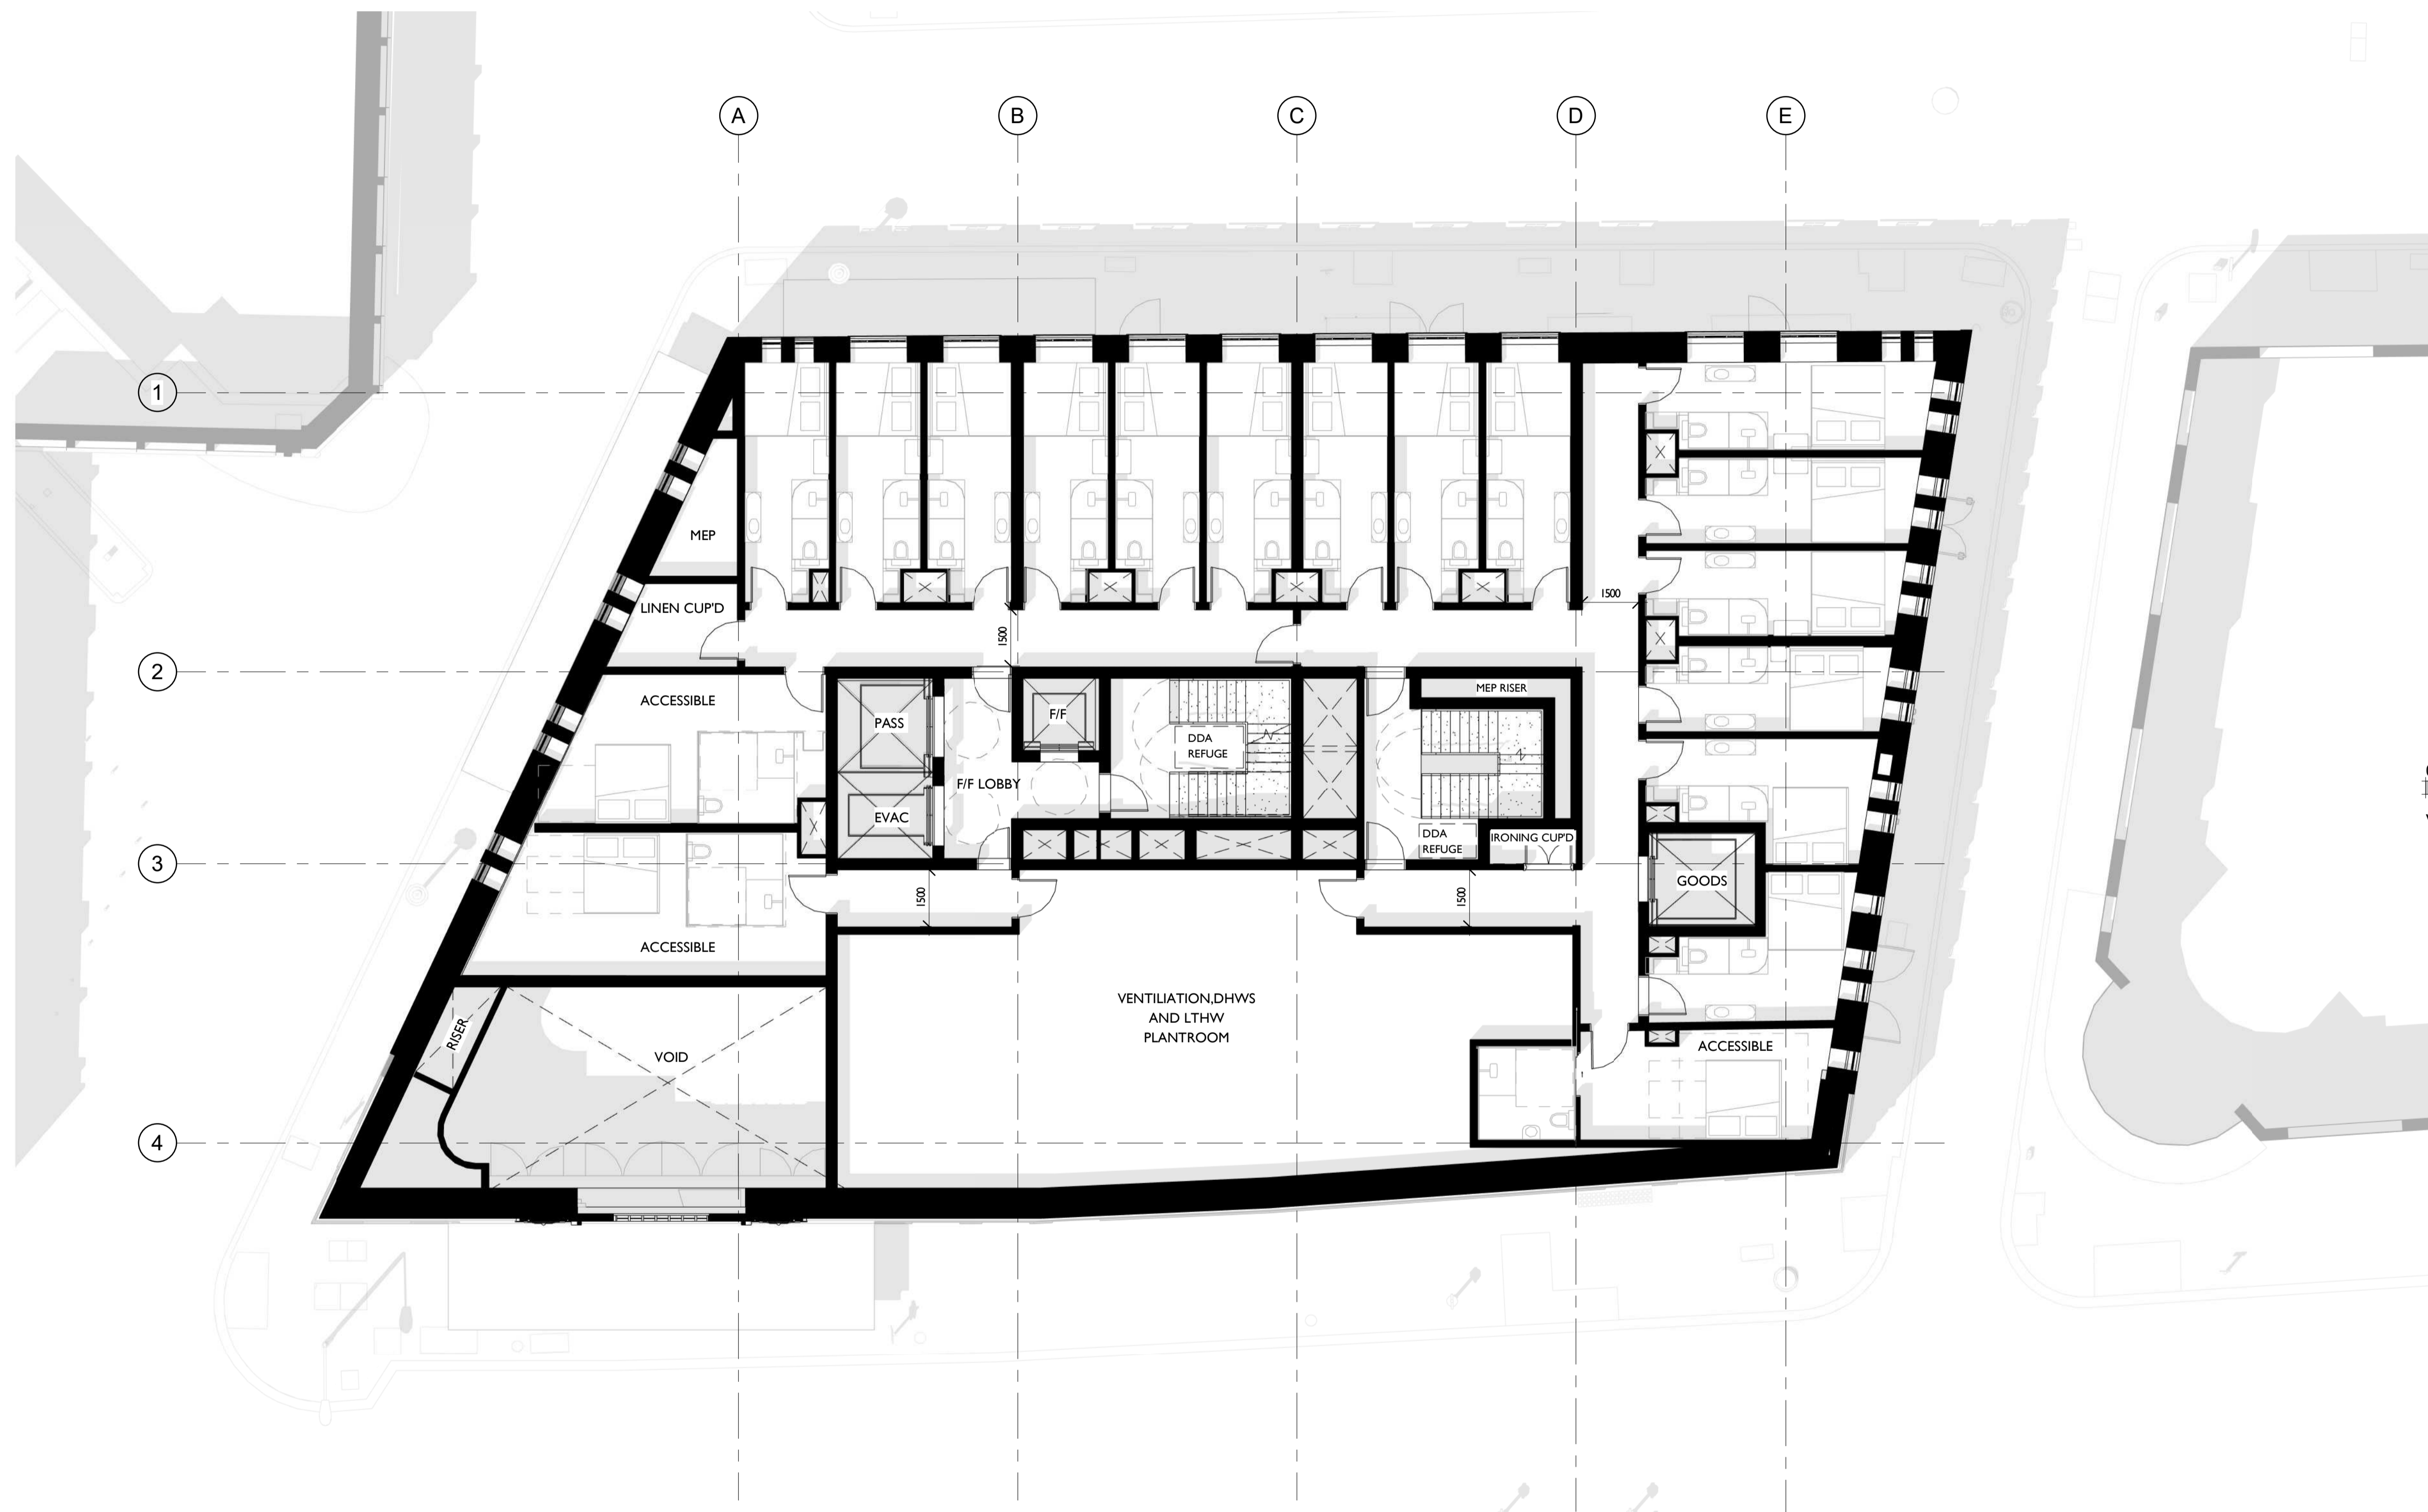 A
B
C
D
E
1
MEP
LINEN CUP'D
1500
1500
2
ACCESSIBLE
PASS
F/F
DDA
REFUGE
MEP RISER
F/F LOBBY
EVAC
DDA
REFUGE
IRONING CUP'D
3
1500
1500
GOODS
ACCESSIBLE
RISER
VOID
VENTILIATION,DHWS
AND LTHW
PLANTROOM
ACCESSIBLE
4